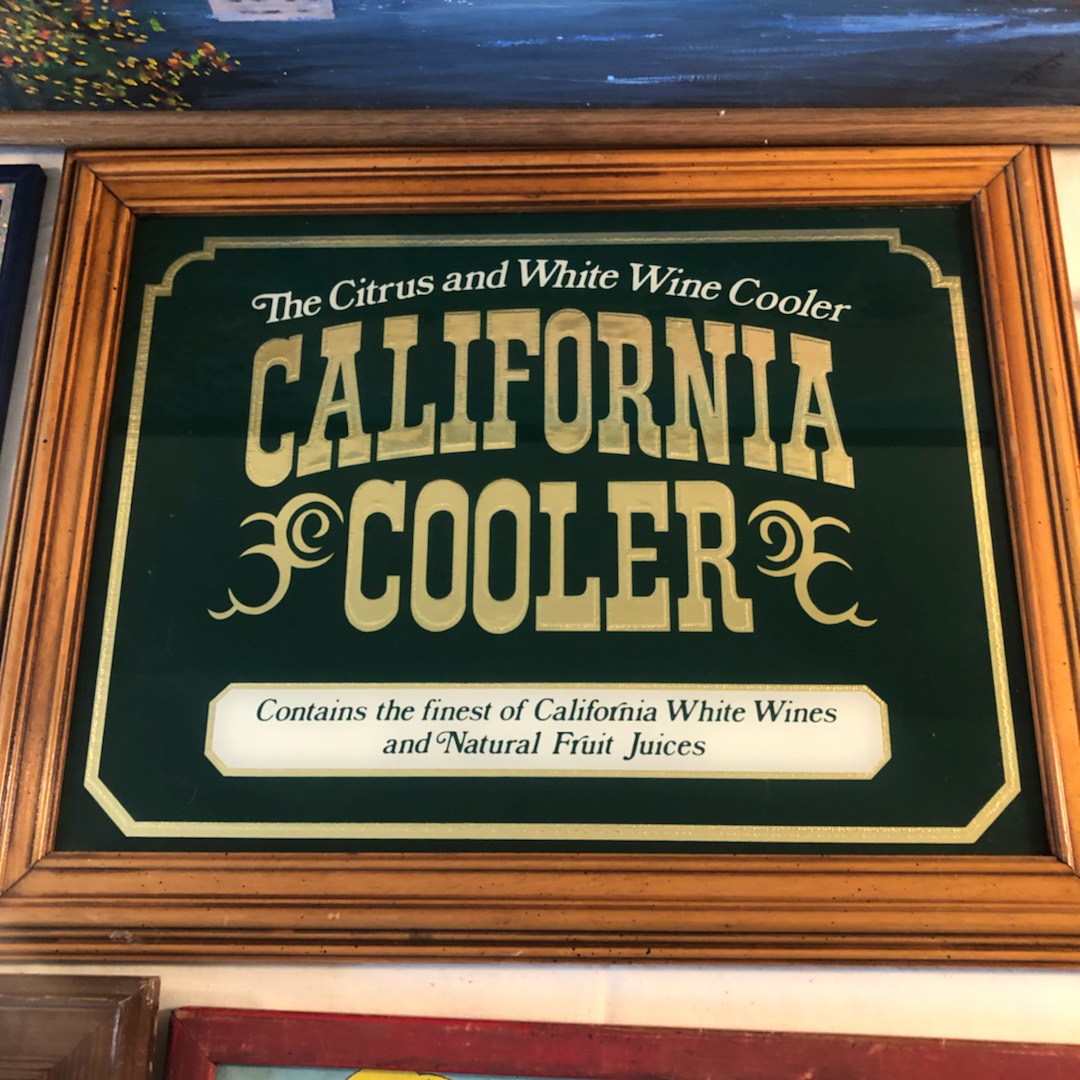 The Citrus and White Wine Cooler
CALIFORNIA
COOLER
Contains the finest of California White Wines
and Natural Fruit Juices